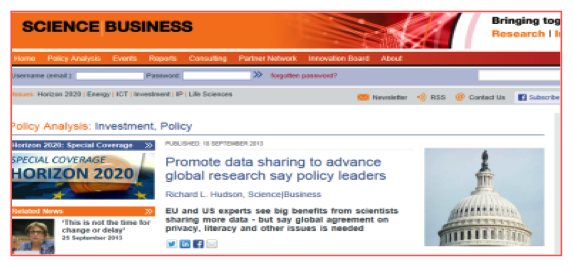 SCIENCE|BUSINESS
Bringing tog
Research | I
Home Policy Analysis Events Reports Consulting Partner Network Innovation Board About
Username (email): Password: >> forgotten password?
Issues: Horizon 2020 | Energy | ICT | Investment | IP | Life Sciences
Newsletter RSS @ Contact Us f Subscribe
Policy Analysis: Investment, Policy
Horizon 2020: Special Coverage >>
SPECIAL COVERAGE
HORIZON 2020
Related News >>
'This is not the time for
change or delay'
25 September 2013
PUBLISHED: 18 SEPTEMBER 2013
Promote data sharing to advance
global research say policy leaders
Richard L. Hudson, Science|Business
EU and US experts see big benefits from scientists
sharing more data - but say global agreement on
privacy, literacy and other issues is needed